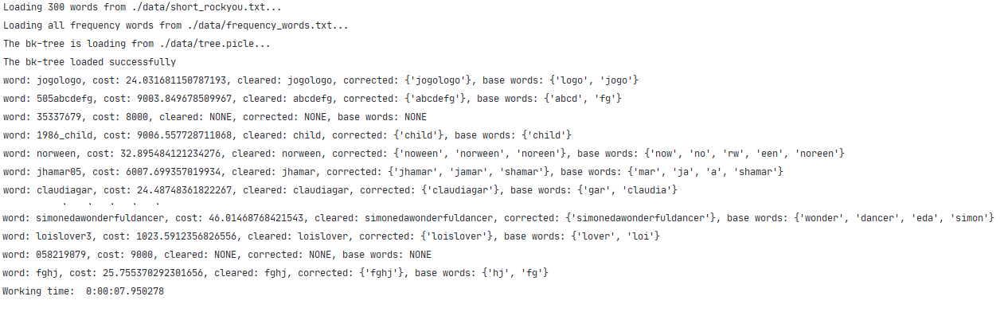 Loading 300 words from ./data/short_rockyou.txt...
Loading all frequency words from ./data/frequency_words.txt...
The bk-tree is loading from ./data/tree.picle...
The bk-tree loaded successfully
word: jogologo, cost: 24.031681150787193, cleared: jogologo, corrected: {'jogologo'}, base words: {'logo', 'jogo'}
word: 505abcdefg, cost: 9003.849678509967, cleared: abcdefg, corrected: {'abcdefg'}, base words: {'abcd', 'fg'}
word: 35337679, cost: 8000, cleared: NONE, corrected: NONE, base words: NONE
word: 1986_child, cost: 9006.557728711068, cleared: child, corrected: {'child'}, base words: {'child'}
word: norween, cost: 32.895484121234276, cleared: norween, corrected: {'noween', 'norween', 'noreen'}, base words: {'now', 'no', 'rw', 'een', 'noreen'}
word: jhamar05, cost: 6007.699357019934, cleared: jhamar, corrected: {'jhamar', 'jamar', 'shamar'}, base words: {'mar', 'ja', 'a', 'shamar'}
word: claudiagar, cost: 24.48748361822267, cleared: claudiagar, corrected: {'claudiagar'}, base words: {'gar', 'claudia'}
. . . . .
word: simonedawonderfuldancer, cost: 46.01468768421543, cleared: simonedawonderfuldancer, corrected: {'simonedawonderfuldancer'}, base words: {'wonder', 'dancer', 'eda', 'simon'}
word: loislover3, cost: 1023.5912356826556, cleared: loislover, corrected: {'loislover'}, base words: {'lover', 'loi'}
word: 058219079, cost: 9000, cleared: NONE, corrected: NONE, base words: NONE
word: fghj, cost: 25.755370292301656, cleared: fghj, corrected: {'fghj'}, base words: {'hj', 'fg'}
Working time:  0:00:07.950278